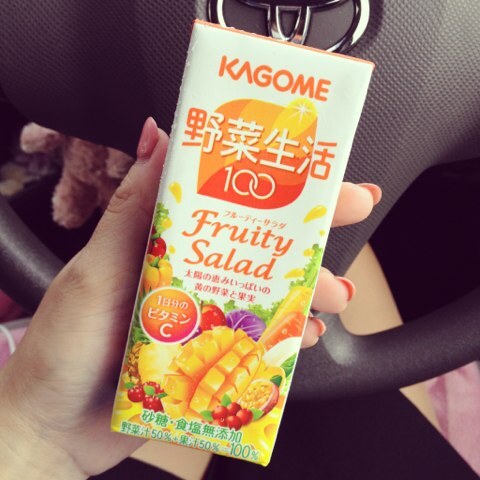 KAGOME
野菜生活
100
フルーティーサラダ
Fruity
Salad
太陽の恵みいっぱいの
黄の野菜と果実
1日分の
ビタミン
C
砂糖・食塩無添加
野菜汁50%+果汁50%=100%